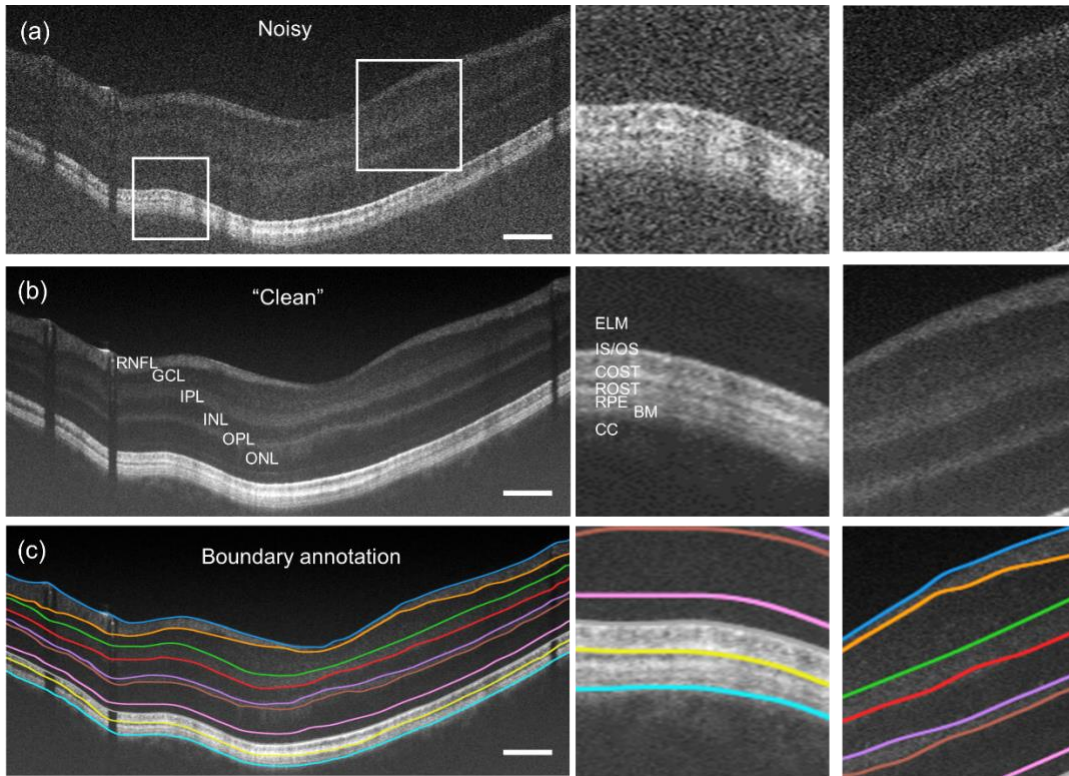 (a)
Noisy
(b)
“Clean”
RNFL
GCL
IPL
INL
OPL
ONL
ELM
IS/OS
COST
ROST
RPE
BM
CC
(c)
Boundary annotation